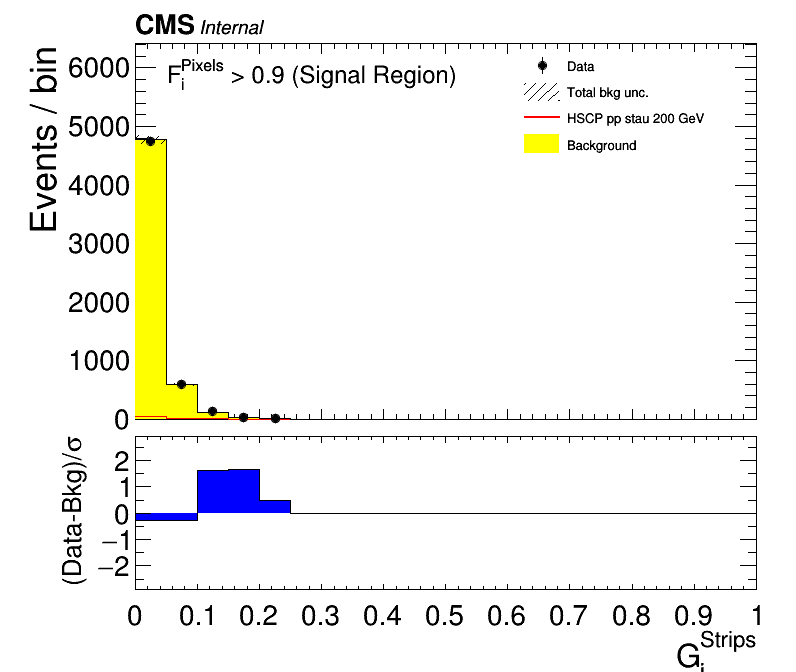 CMS Internal
Events / bin
6000
5000
4000
3000
2000
1000
0
F_i^Pixels > 0.9 (Signal Region)
Data
Total bkg unc.
HSCP pp stau 200 GeV
Background
(Data-Bkg)/σ
2
1
0
−1
−2
0 0.1 0.2 0.3 0.4 0.5 0.6 0.7 0.8 0.9 1
G_i^Strips